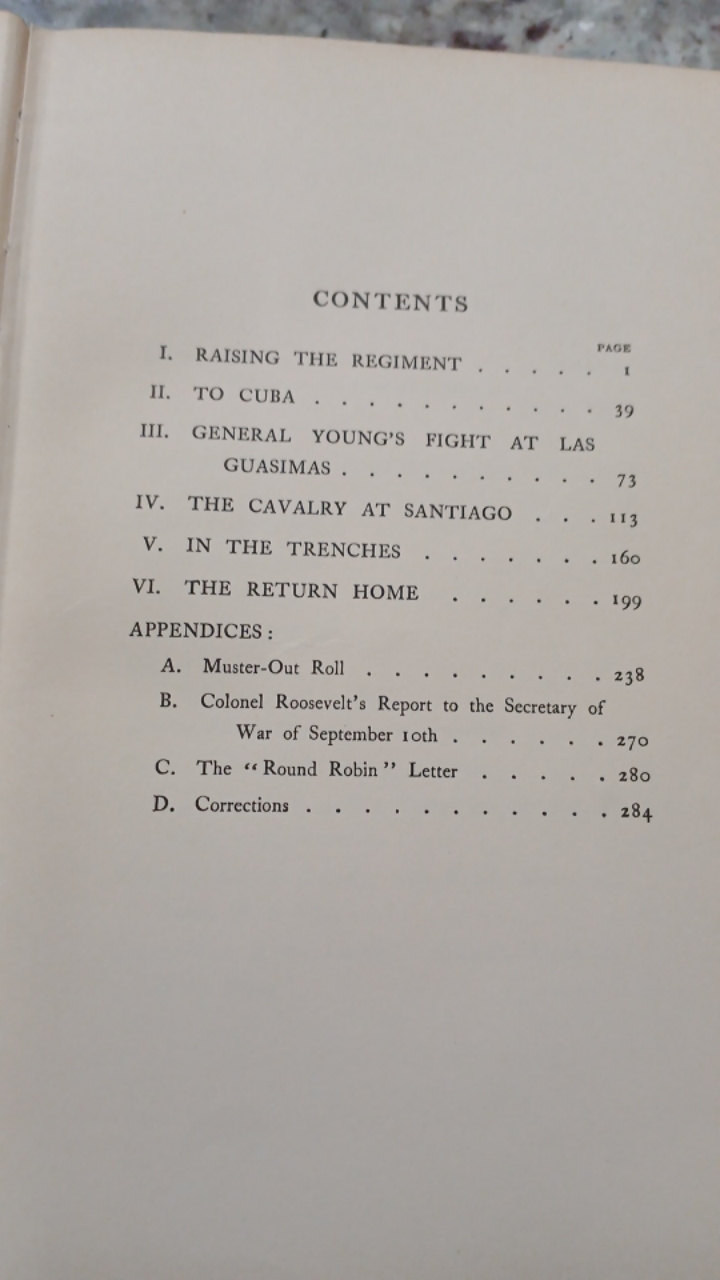 CONTENTS
PAGE
I. RAISING THE REGIMENT . . . . . 1
II. TO CUBA . . . . . . . . . . . 39
III. GENERAL YOUNG'S FIGHT AT LAS
GUASIMAS . . . . . . . . . . 73
IV. THE CAVALRY AT SANTIAGO . . . 113
V. IN THE TRENCHES . . . . . . . 160
VI. THE RETURN HOME . . . . . . 199
APPENDICES:
A. Muster-Out Roll . . . . . . . . . 238
B. Colonel Roosevelt's Report to the Secretary of
War of September 10th . . . . . . 270
C. The “Round Robin” Letter . . . . . 280
D. Corrections . . . . . . . . . . . 284